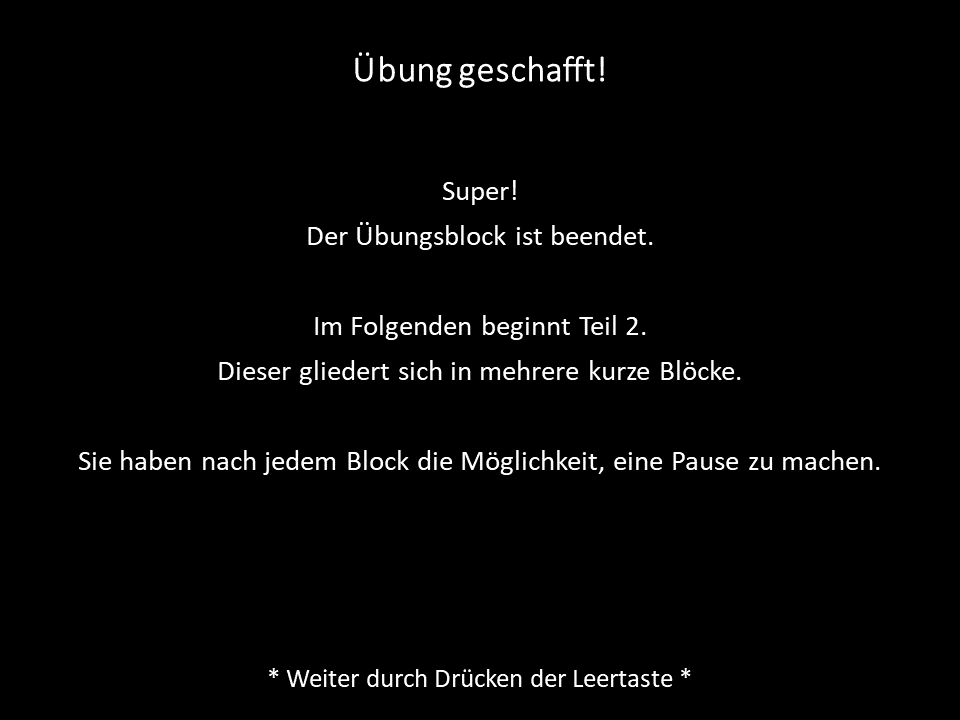 Übung geschafft!
Super!
Der Übungsblock ist beendet.
Im Folgenden beginnt Teil 2.
Dieser gliedert sich in mehrere kurze Blöcke.
Sie haben nach jedem Block die Möglichkeit, eine Pause zu machen.
* Weiter durch Drücken der Leertaste *